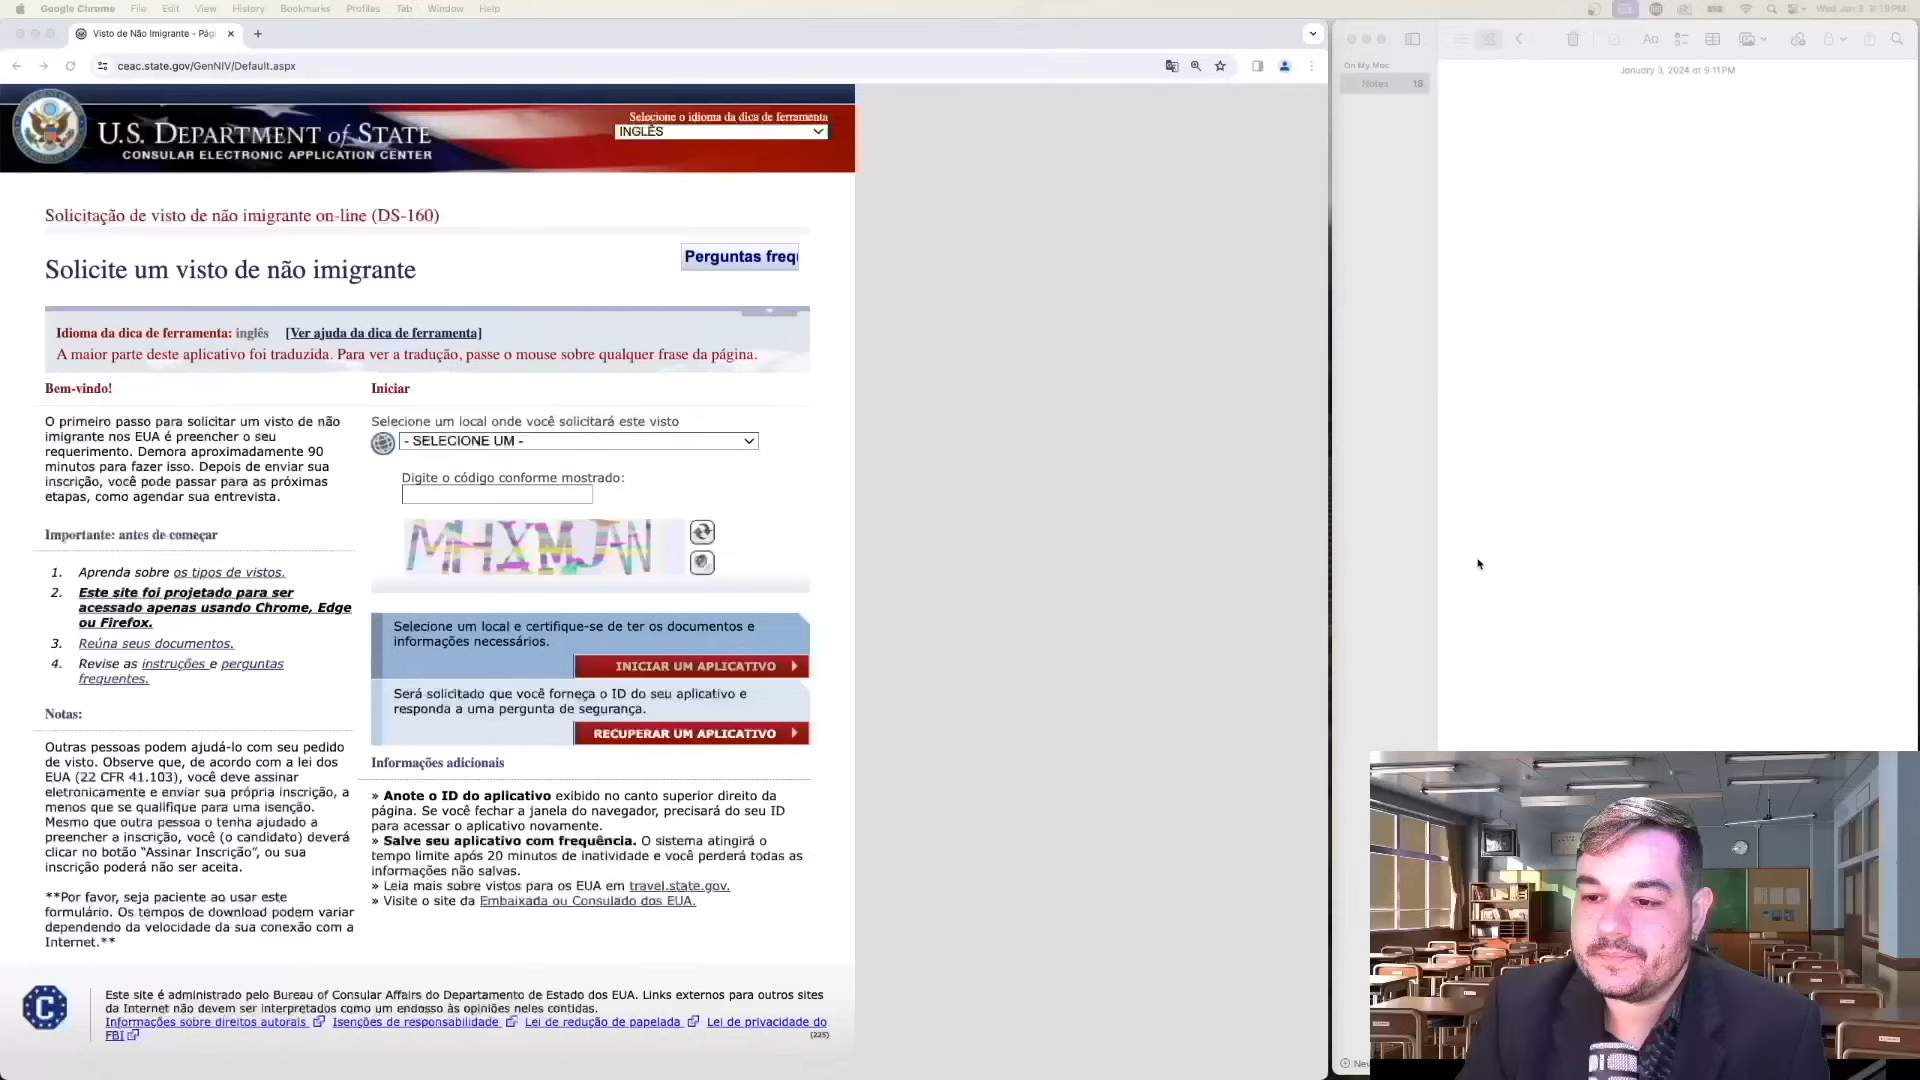 Google Chrome File Edit View History Bookmarks Profiles Tab Window Help
Visto de Não Imigrante - Pág
ceac.state.gov/GenNIV/Default.aspx
On My Mac
Notes 18
January 3, 2024 at 9:11 PM
U.S. DEPARTMENT of STATE
CONSULAR ELECTRONIC APPLICATION CENTER
Selecione o idioma da dica de ferramenta
INGLÊS
Solicitação de visto de não imigrante on-line (DS-160)
Solicite um visto de não imigrante
Perguntas freq
Idioma da dica de ferramenta: inglês [Ver ajuda da dica de ferramenta]
A maior parte deste aplicativo foi traduzida. Para ver a tradução, passe o mouse sobre qualquer frase da página.
Bem-vindo!
O primeiro passo para solicitar um visto de não
imigrante nos EUA é preencher o seu
requerimento. Demora aproximadamente 90
minutos para fazer isso. Depois de enviar sua
inscrição, você pode passar para as próximas
etapas, como agendar sua entrevista.
Importante: antes de começar
1. Aprenda sobre os tipos de vistos.
2. Este site foi projetado para ser
acessado apenas usando Chrome, Edge
ou Firefox.
3. Reúna seus documentos.
4. Revise as instruções e perguntas
frequentes.
Notas:
Outras pessoas podem ajudá-lo com seu pedido
de visto. Observe que, de acordo com a lei dos
EUA (22 CFR 41.103), você deve assinar
eletronicamente e enviar sua própria inscrição, a
menos que se qualifique para uma isenção.
Mesmo que outra pessoa o tenha ajudado a
preencher a inscrição, você (o candidato) deverá
clicar no botão "Assinar Inscrição", ou sua
inscrição poderá não ser aceita.
**Por favor, seja paciente ao usar este
formulário. Os tempos de download podem variar
dependendo da velocidade da sua conexão com a
Internet.**
Iniciar
Selecione um local onde você solicitará este visto
- SELECIONE UM -
Digite o código conforme mostrado:
MHXMJAN
Selecione um local e certifique-se de ter os documentos e
informações necessários.
INICIAR UM APLICATIVO
Será solicitado que você forneça o ID do seu aplicativo e
responda a uma pergunta de segurança.
RECUPERAR UM APLICATIVO
Informações adicionais
» Anote o ID do aplicativo exibido no canto superior direito da
página. Se você fechar a janela do navegador, precisará do seu ID
para acessar o aplicativo novamente.
» Salve seu aplicativo com frequência. O sistema atingirá o
tempo limite após 20 minutos de inatividade e você perderá todas as
informações não salvas.
» Leia mais sobre vistos para os EUA em travel.state.gov.
» Visite o site da Embaixada ou Consulado dos EUA.
Este site é administrado pelo Bureau of Consular Affairs do Departamento de Estado dos EUA. Links externos para outros sites
da Internet não devem ser interpretados como um endosso às opiniões neles contidas.
Informações sobre direitos autorais Isenções de responsabilidade Lei de redução de papelada Lei de privacidade do
FBI
(225)